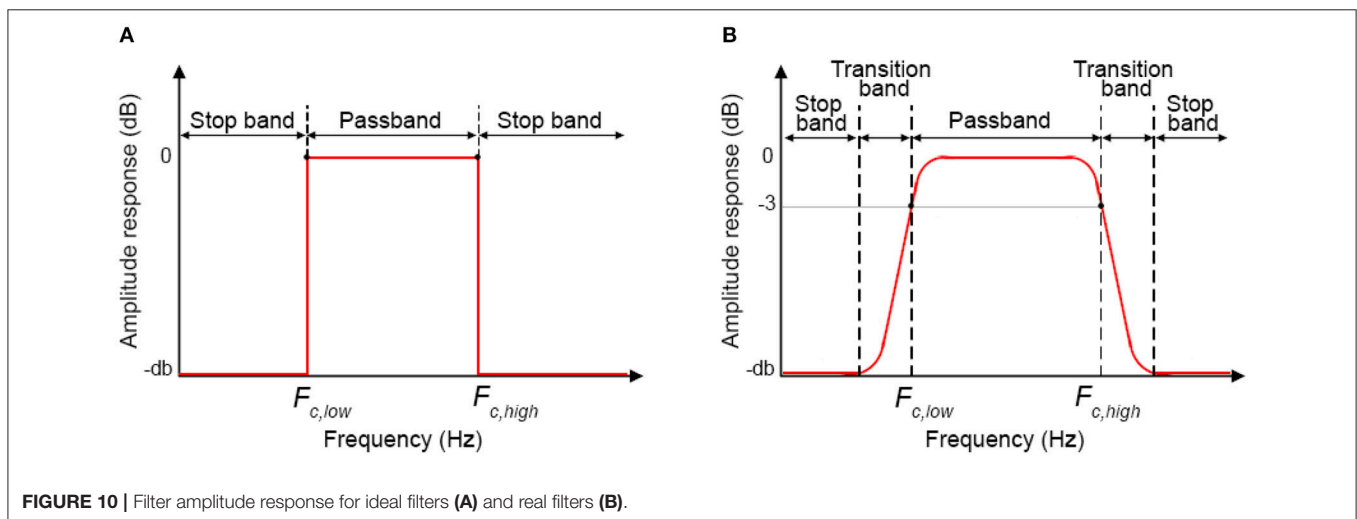 A
Amplitude response (dB)
Stop band
Passband
Stop band
0
-db
F c,low
F c,high
Frequency (Hz)
B
Amplitude response (dB)
Transition
band
Transition
band
Stop
band
Passband
Stop
band
0
-3
-db
F c,low
F c,high
Frequency (Hz)
FIGURE 10 | Filter amplitude response for ideal filters (A) and real filters (B).